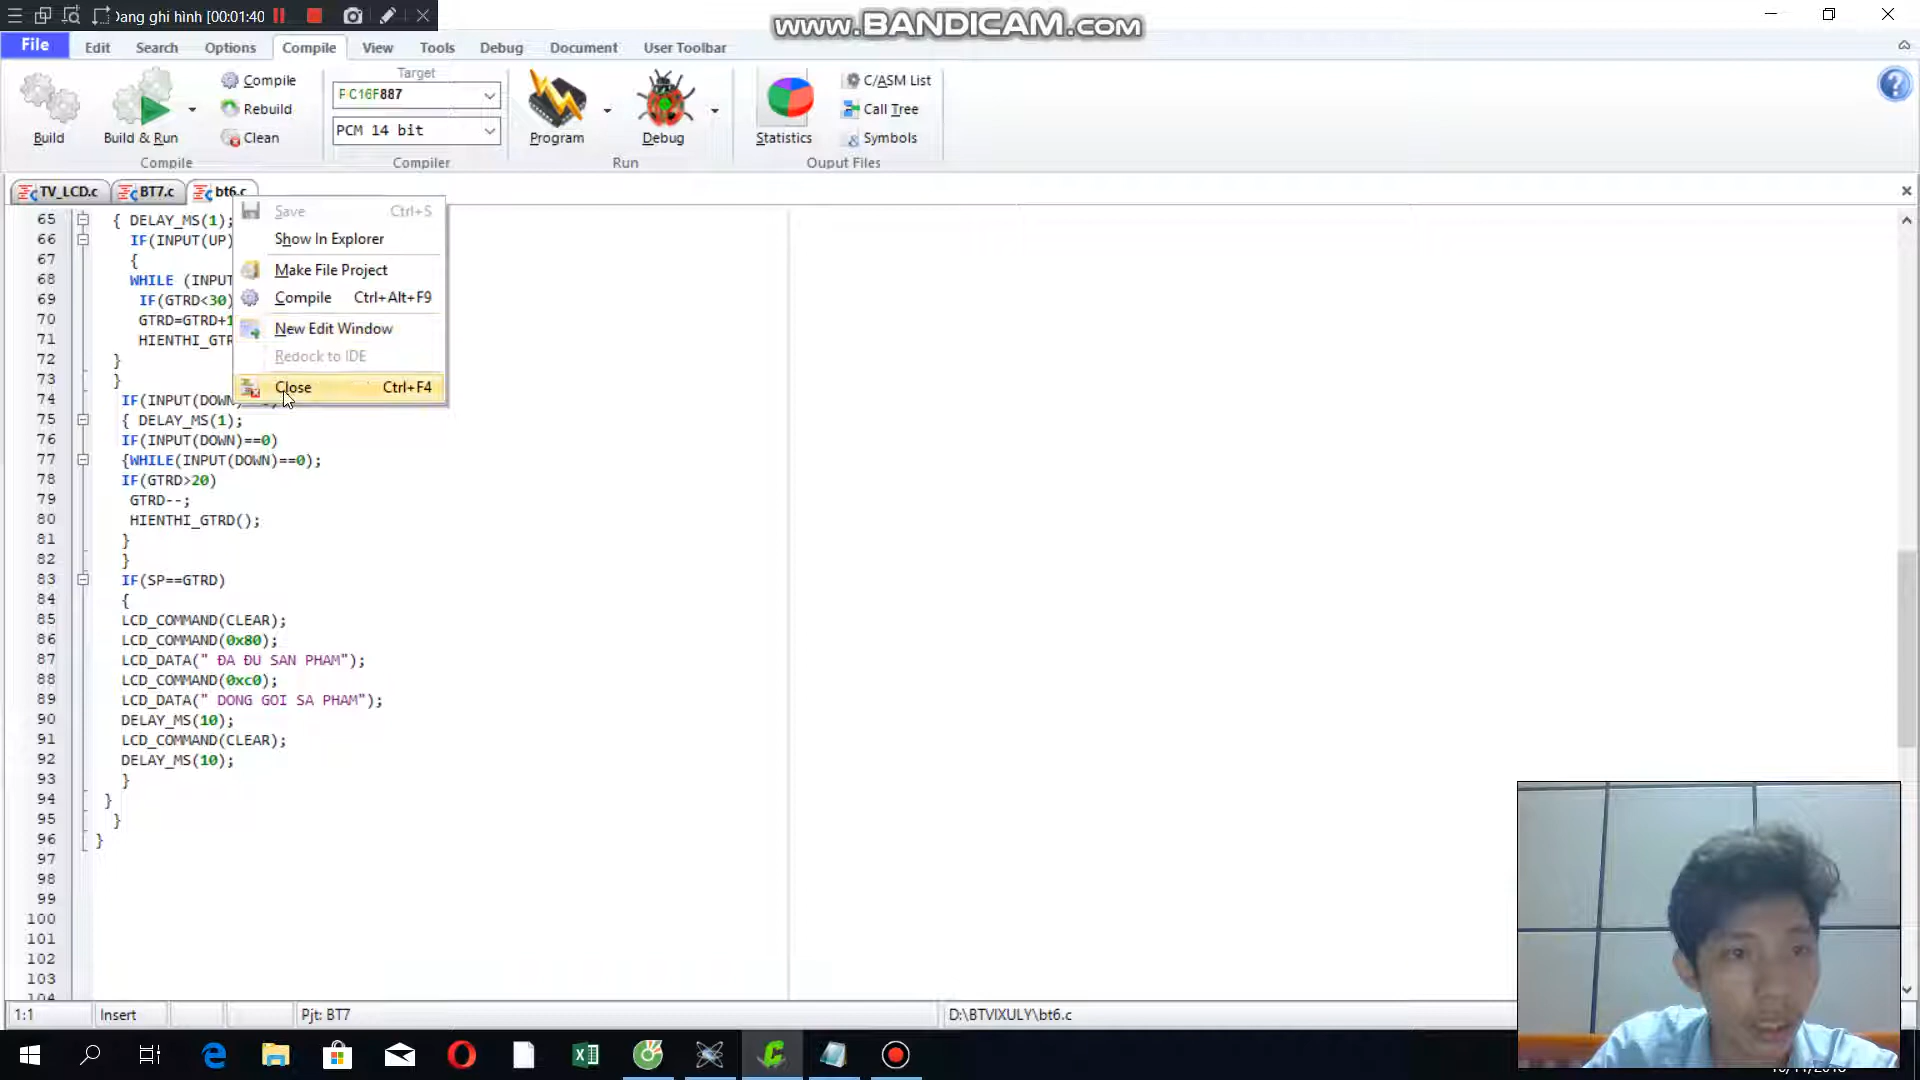 Dang ghi hình [00:01:40
www.BANDICAM.com
File Edit Search Options Compile View Tools Debug Document User Toolbar
Build
Build & Run
Compile
Rebuild
Clean
Compile
Target
PIC16F887
PCM 14 bit
Compiler
Program
Debug
Run
Statistics
C/ASM List
Call Tree
Symbols
Ouput Files
TV_LCD.c BT7.c bt6.c
Save Ctrl+S
Show In Explorer
Make File Project
Compile Ctrl+Alt+F9
New Edit Window
Redock to IDE
Close Ctrl+F4
65 { DELAY_MS(1);
66 IF(INPUT(UP)
67 {
68 WHILE (INPUT
69 IF(GTRD<30)
70 GTRD=GTRD+1
71 HIENTHI_GTR
72 }
73 }
74 IF(INPUT(DOWN)
75 { DELAY_MS(1);
76 IF(INPUT(DOWN)==0)
77 {WHILE(INPUT(DOWN)==0);
78 IF(GTRD>20)
79 GTRD--;
80 HIENTHI_GTRD();
81 }
82 }
83 IF(SP==GTRD)
84 {
85 LCD_COMMAND(CLEAR);
86 LCD_COMMAND(0x80);
87 LCD_DATA(" ĐA ĐU SAN PHAM");
88 LCD_COMMAND(0xc0);
89 LCD_DATA(" DONG GOI SA PHAM");
90 DELAY_MS(10);
91 LCD_COMMAND(CLEAR);
92 DELAY_MS(10);
93 }
94 }
95 }
96 }
97
98
99
100
101
102
103
104
1:1 Insert Pjt: BT7 D:\BTVIXULY\bt6.c